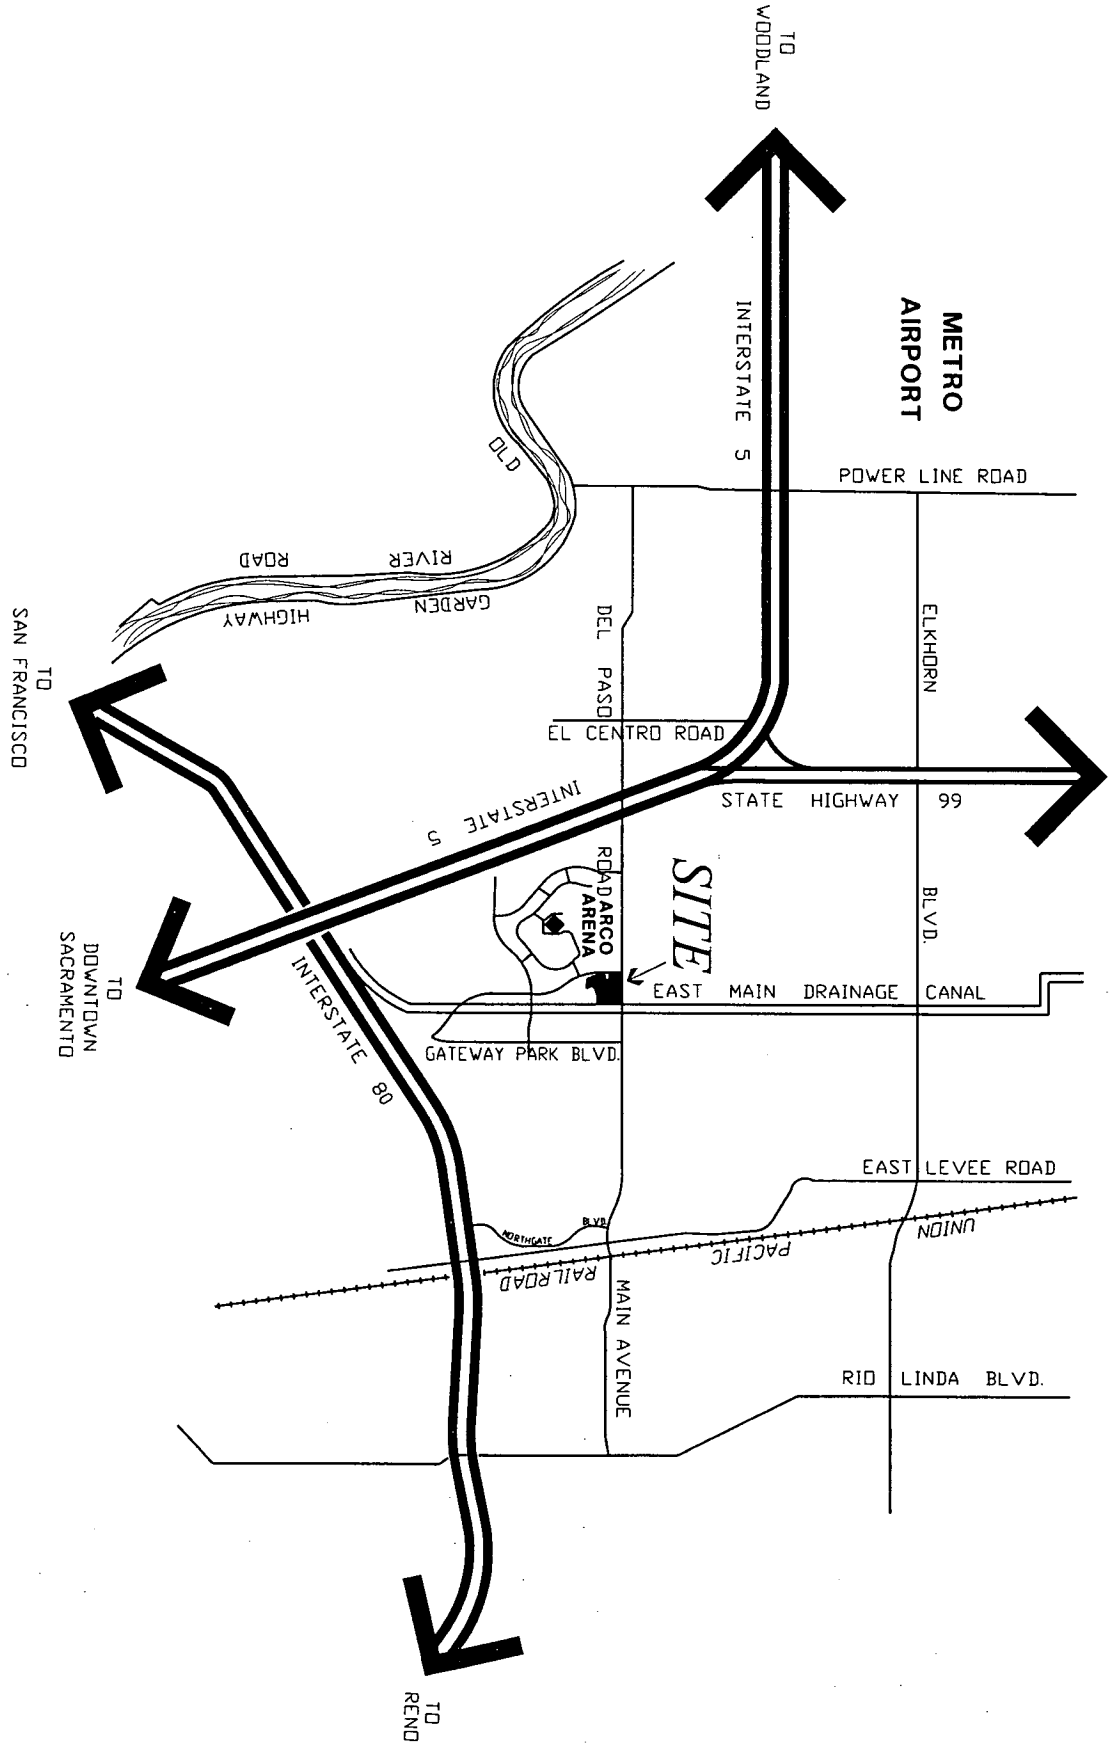 TO
WOODLAND
METRO
AIRPORT
INTERSTATE 5
POWER LINE ROAD
OLD
RIVER
ROAD
GARDEN
HIGHWAY
ELKHORN
BLVD.
DEL PASO
ROAD
EL CENTRO ROAD
STATE HIGHWAY 99
INTERSTATE 5
TO
SAN FRANCISCO
SITE
ARCO
ARENA
EAST MAIN DRAINAGE CANAL
TO
DOWNTOWN
SACRAMENTO
INTERSTATE 80
GATEWAY PARK BLVD.
EAST LEVEE ROAD
NORTHGATE
BLVD.
UNION
PACIFIC
RAILROAD
MAIN AVENUE
RIO LINDA BLVD.
TO
RENO